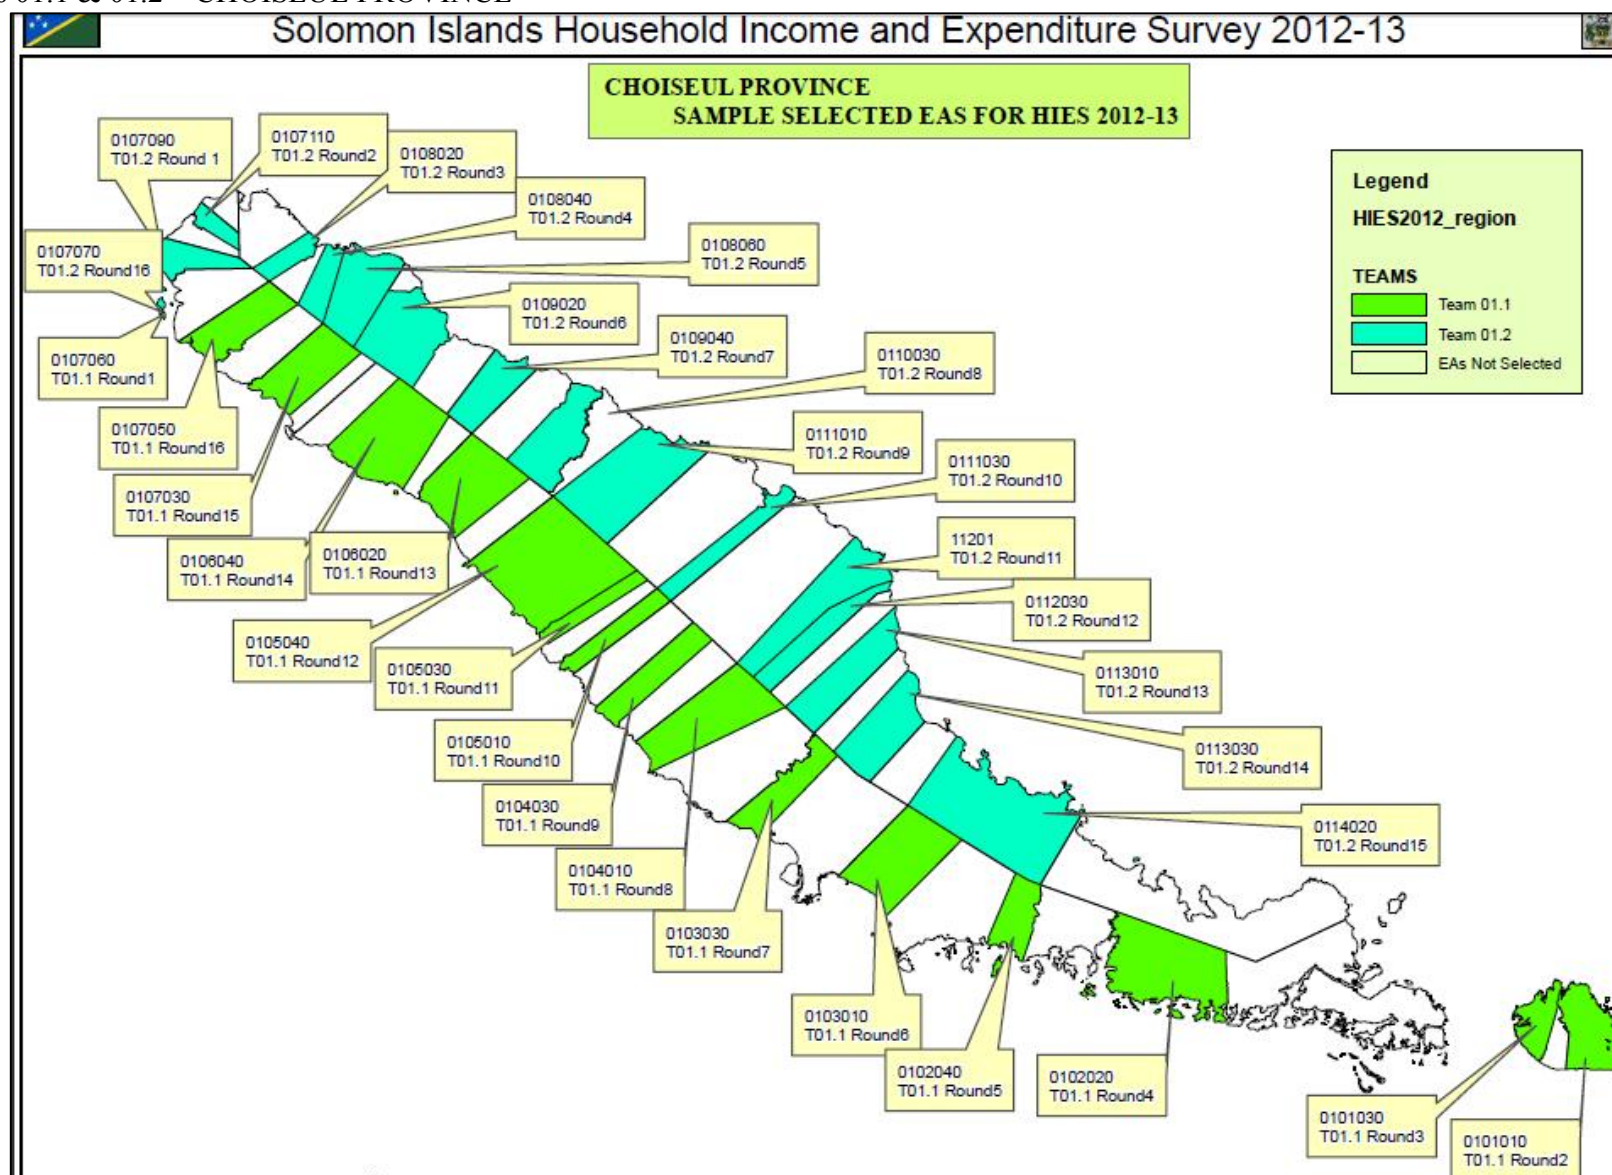 CHOISEUL PROVINCE
Solomon Islands Household Income and Expenditure Survey 2012-13
CHOISEUL PROVINCE
SAMPLE SELECTED EAS FOR HIES 2012-13
Legend
HIES2012_region
TEAMS
Team 01.1
Team 01.2
EAs Not Selected
0107090
T01.2 Round 1
0107110
T01.2 Round2
0108020
T01.2 Round3
0108040
T01.2 Round4
0108060
T01.2 Round5
0109020
T01.2 Round6
0109040
T01.2 Round7
0110030
T01.2 Round8
0111010
T01.2 Round9
0111030
T01.2 Round10
11201
T01.2 Round11
0112030
T01.2 Round12
0113010
T01.2 Round13
0113030
T01.2 Round14
0114020
T01.2 Round15
0107070
T01.2 Round16
0107060
T01.1 Round1
0107050
T01.1 Round16
0107030
T01.1 Round15
0106040
T01.1 Round14
0106020
T01.1 Round13
0105040
T01.1 Round12
0105030
T01.1 Round11
0105010
T01.1 Round10
0104030
T01.1 Round9
0104010
T01.1 Round8
0103030
T01.1 Round7
0103010
T01.1 Round6
0102040
T01.1 Round5
0102020
T01.1 Round4
0101030
T01.1 Round3
0101010
T01.1 Round2